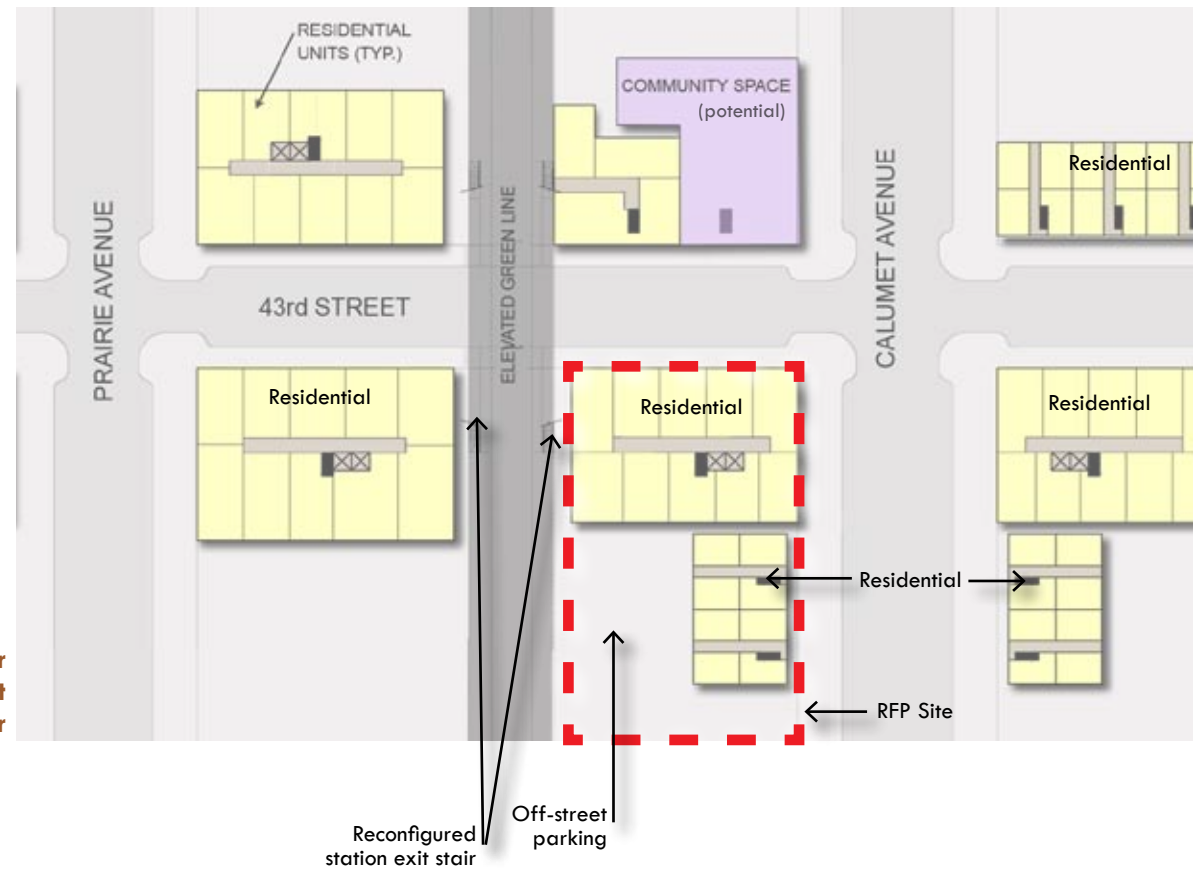 RESIDENTIAL
UNITS (TYP.)
COMMUNITY SPACE
(potential)
Residential
PRAIRIE AVENUE
ELEVATED GREEN LINE
CALUMET AVENUE
43rd STREET
Residential
Residential
Residential
Residential
r
t
r
RFP Site
Off-street
parking
Reconfigured
station exit stair